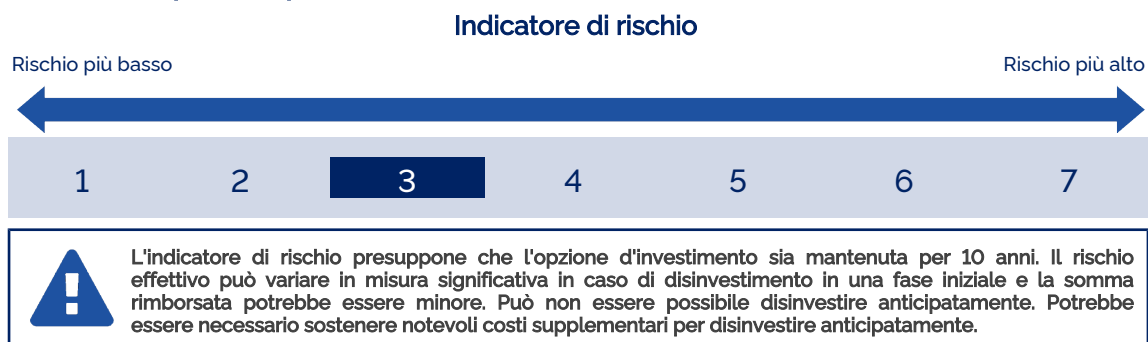 Indicatore di rischio
Rischio più basso
Rischio più alto
1 2 3 4 5 6 7
L'indicatore di rischio presuppone che l'opzione d'investimento sia mantenuta per 10 anni. Il rischio
effettivo può variare in misura significativa in caso di disinvestimento in una fase iniziale e la somma
rimborsata potrebbe essere minore. Può non essere possibile disinvestire anticipatamente. Potrebbe
essere necessario sostenere notevoli costi supplementari per disinvestire anticipatamente.